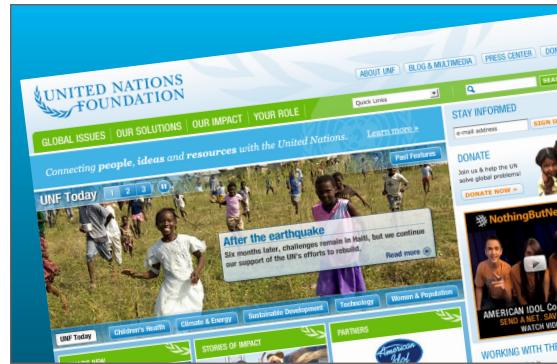 ABOUT UNF
BLOG & MULTIMEDIA
PRESS CENTER
UNITED NATIONS
FOUNDATION
Quick Links
GLOBAL ISSUES
OUR SOLUTIONS
OUR IMPACT
YOUR ROLE
STAY INFORMED
e-mail address
SIGN U
Connecting people, ideas and resources with the United Nations.
Learn more »
Past Features
UNF Today
1 2 3
DONATE
Join us & help the UN
solve global problems!
DONATE NOW »
After the earthquake
Six months later, challenges remain in Haiti, but we continue
our support of the UN's efforts to rebuild.
Read more
NothingButNe
AMERICAN IDOL Co
SEND A NET. SAV
WATCH VID
UNF Today
Children's Health
Climate & Energy
Sustainable Development
Technology
Women & Population
STORIES OF IMPACT
PARTNERS
American
Idol
WORKING WITH THE